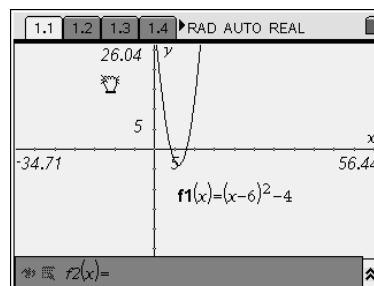 1.1 1.2 1.3 1.4 RAD AUTO REAL
26.04 y
5
x
-34.71 5 56.44
f1(x)=(x-6)²-4
f2(x)=